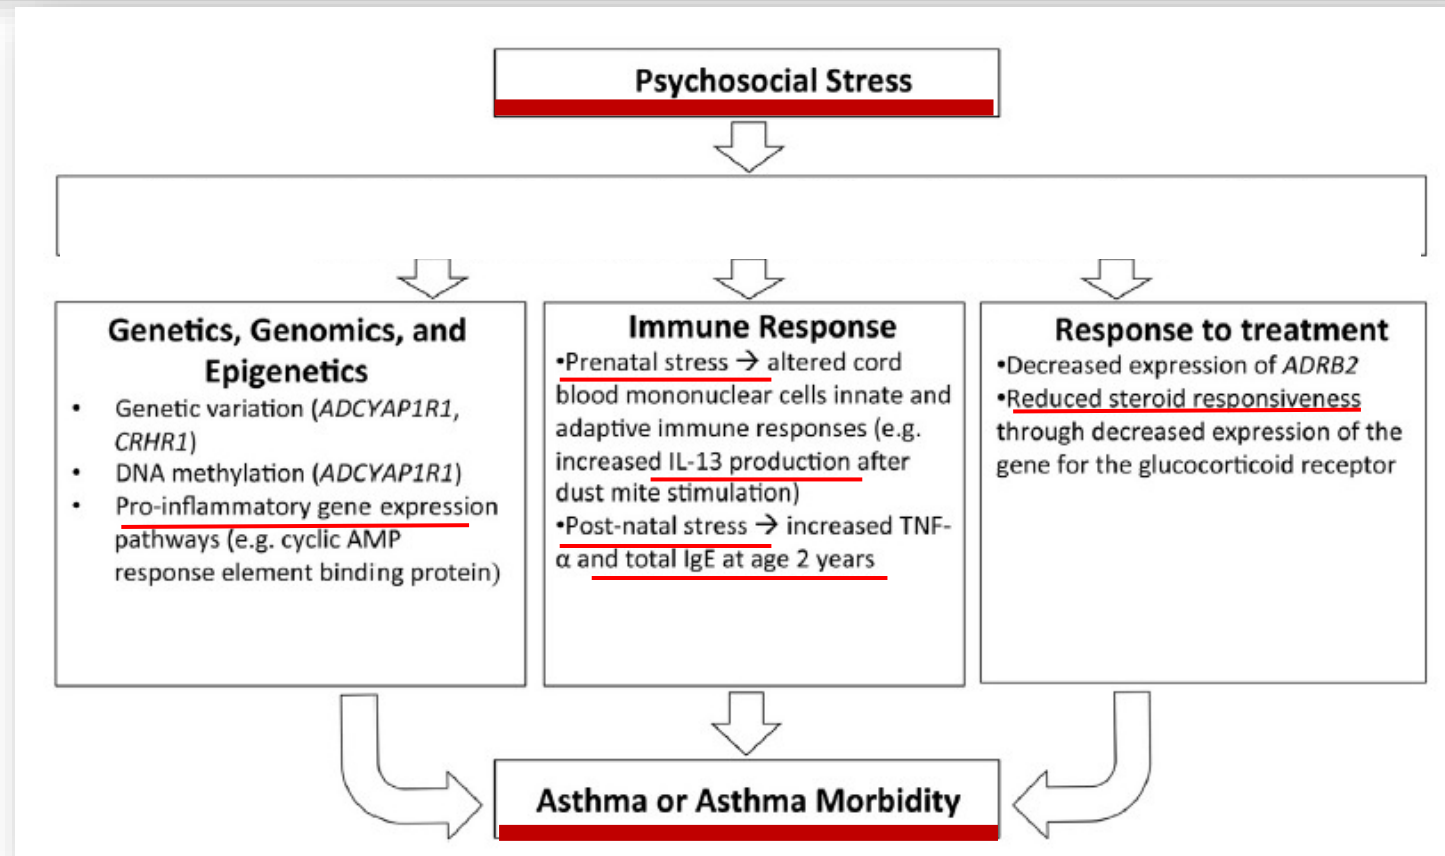 Psychosocial Stress
Genetics, Genomics, and
Epigenetics
• Genetic variation (ADCYAP1R1,
CRHR1)
• DNA methylation (ADCYAP1R1)
• Pro-inflammatory gene expression
pathways (e.g. cyclic AMP
response element binding protein)
Immune Response
•Prenatal stress → altered cord
blood mononuclear cells innate and
adaptive immune responses (e.g.
increased IL-13 production after
dust mite stimulation)
•Post-natal stress → increased TNF-
α and total IgE at age 2 years
Response to treatment
•Decreased expression of ADRB2
•Reduced steroid responsiveness
through decreased expression of the
gene for the glucocorticoid receptor
Asthma or Asthma Morbidity